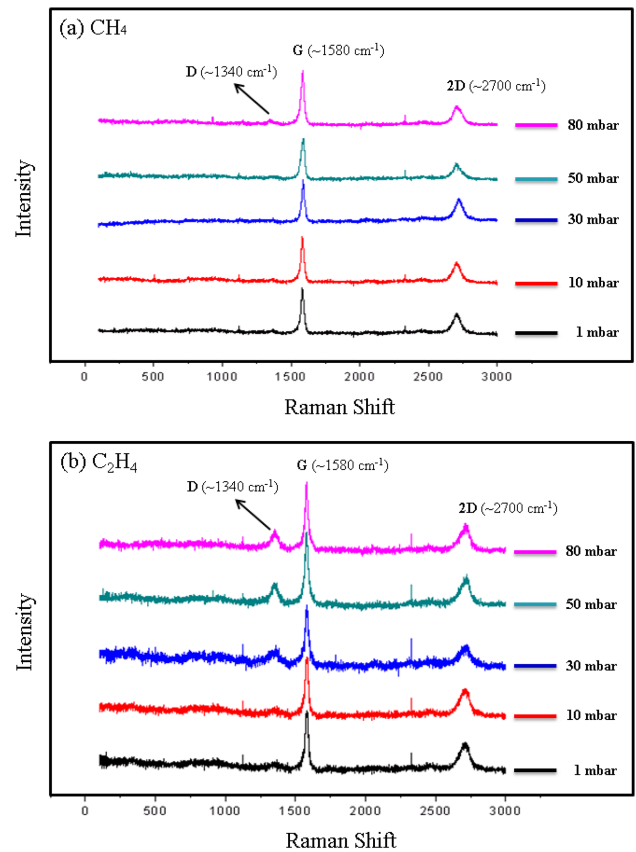 (a) CH₄
G (~1580 cm⁻¹)
D (~1340 cm⁻¹)
2D (~2700 cm⁻¹)
80 mbar
50 mbar
30 mbar
10 mbar
1 mbar
Intensity
0 500 1000 1500 2000 2500 3000
Raman Shift
(b) C₂H₄
G (~1580 cm⁻¹)
D (~1340 cm⁻¹)
2D (~2700 cm⁻¹)
80 mbar
50 mbar
30 mbar
10 mbar
1 mbar
Intensity
0 500 1000 1500 2000 2500 3000
Raman Shift